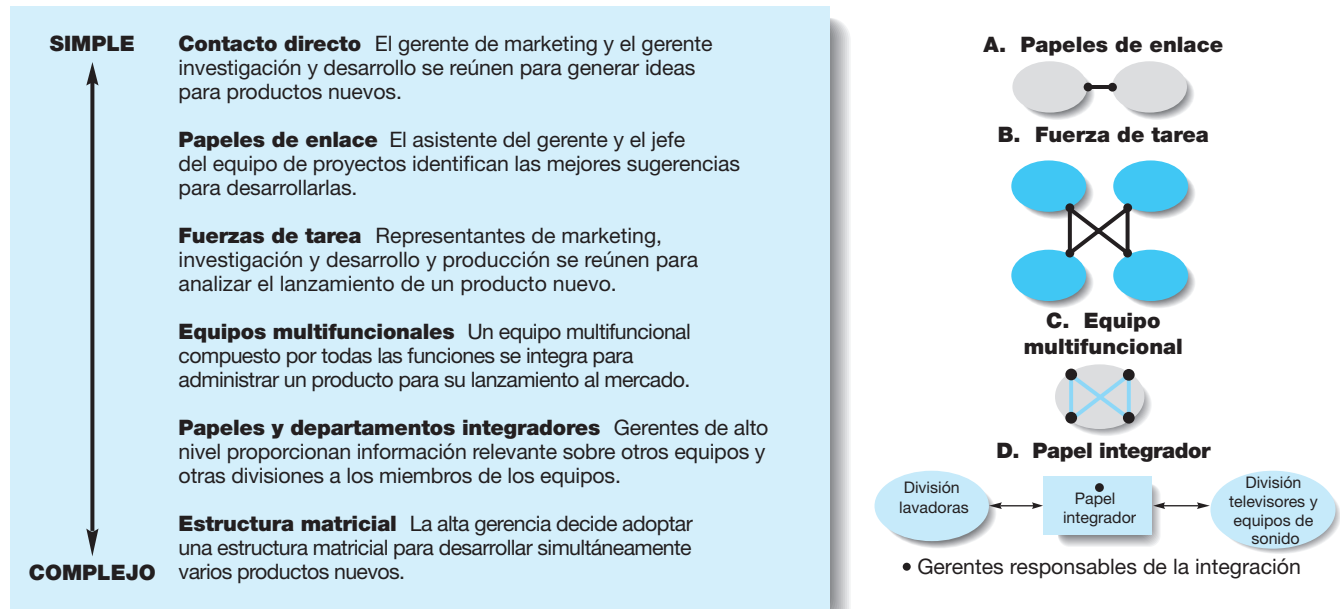 SIMPLE
Contacto directo El gerente de marketing y el gerente
investigación y desarrollo se reúnen para generar ideas
para productos nuevos.
Papeles de enlace El asistente del gerente y el jefe
del equipo de proyectos identifican las mejores sugerencias
para desarrollarlas.
Fuerzas de tarea Representantes de marketing,
investigación y desarrollo y producción se reúnen para
analizar el lanzamiento de un producto nuevo.
Equipos multifuncionales Un equipo multifuncional
compuesto por todas las funciones se integra para
administrar un producto para su lanzamiento al mercado.
Papeles y departamentos integradores Gerentes de alto
nivel proporcionan información relevante sobre otros equipos y
otras divisiones a los miembros de los equipos.
Estructura matricial La alta gerencia decide adoptar
una estructura matricial para desarrollar simultáneamente
varios productos nuevos.
COMPLEJO
A. Papeles de enlace
B. Fuerza de tarea
C. Equipo
multifuncional
D. Papel integrador
División
lavadoras
Papel
integrador
División
televisores y
equipos de
sonido
• Gerentes responsables de la integración